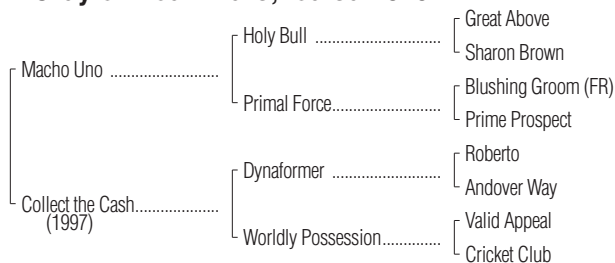 Great Above
Holy Bull ..............................
Sharon Brown
Macho Uno ..........................
Blushing Groom (FR)
Primal Force..........................
Prime Prospect
Roberto
Dynaformer ..........................
Andover Way
Collect the Cash....................
(1997)
Valid Appeal
Worldly Possession..............
Cricket Club